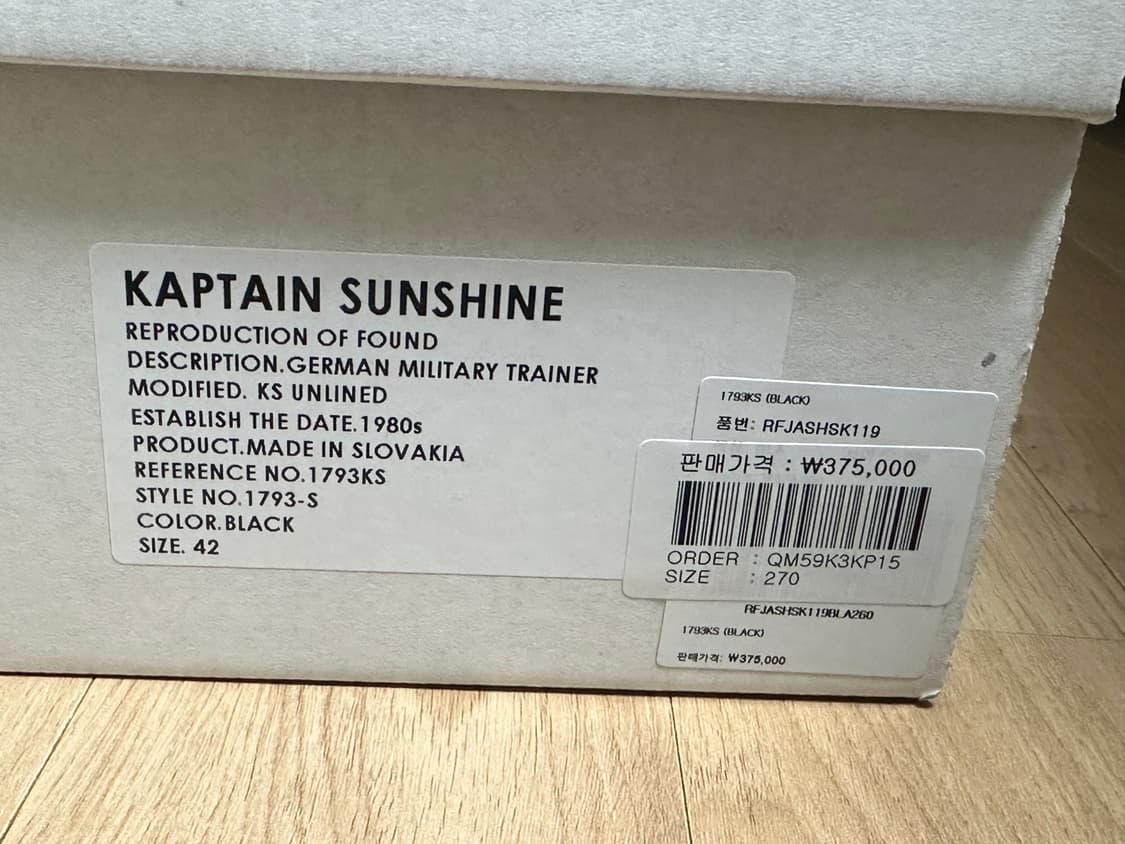 KAPTAIN SUNSHINE
REPRODUCTION OF FOUND
DESCRIPTION.GERMAN MILITARY TRAINER
MODIFIED. KS UNLINED
ESTABLISH THE DATE.1980s
PRODUCT.MADE IN SLOVAKIA
REFERENCE NO.1793KS
STYLE NO.1793-S
COLOR.BLACK
SIZE. 42
1793KS (BLACK)
품번: RFJASHSK119
판매가격 : ₩375,000
ORDER : QM59K3KP15
SIZE : 270
RFJASHSK119BLA260
1793KS (BLACK)
판매가격: ₩375,000